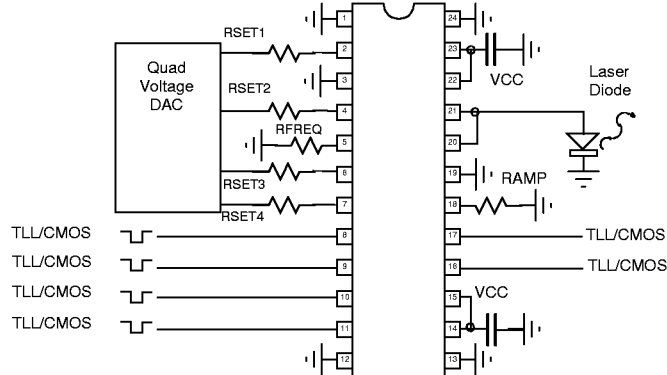 RSET1
Quad
Voltage
DAC
RSET2
RFREQ
RSET3
RSET4
TLL/CMOS
TLL/CMOS
TLL/CMOS
TLL/CMOS
1
2
3
4
5
6
7
8
9
10
11
12
24
23
22
21
20
19
18
17
16
15
14
13
VCC
Laser
Diode
RAMP
TLL/CMOS
TLL/CMOS
VCC